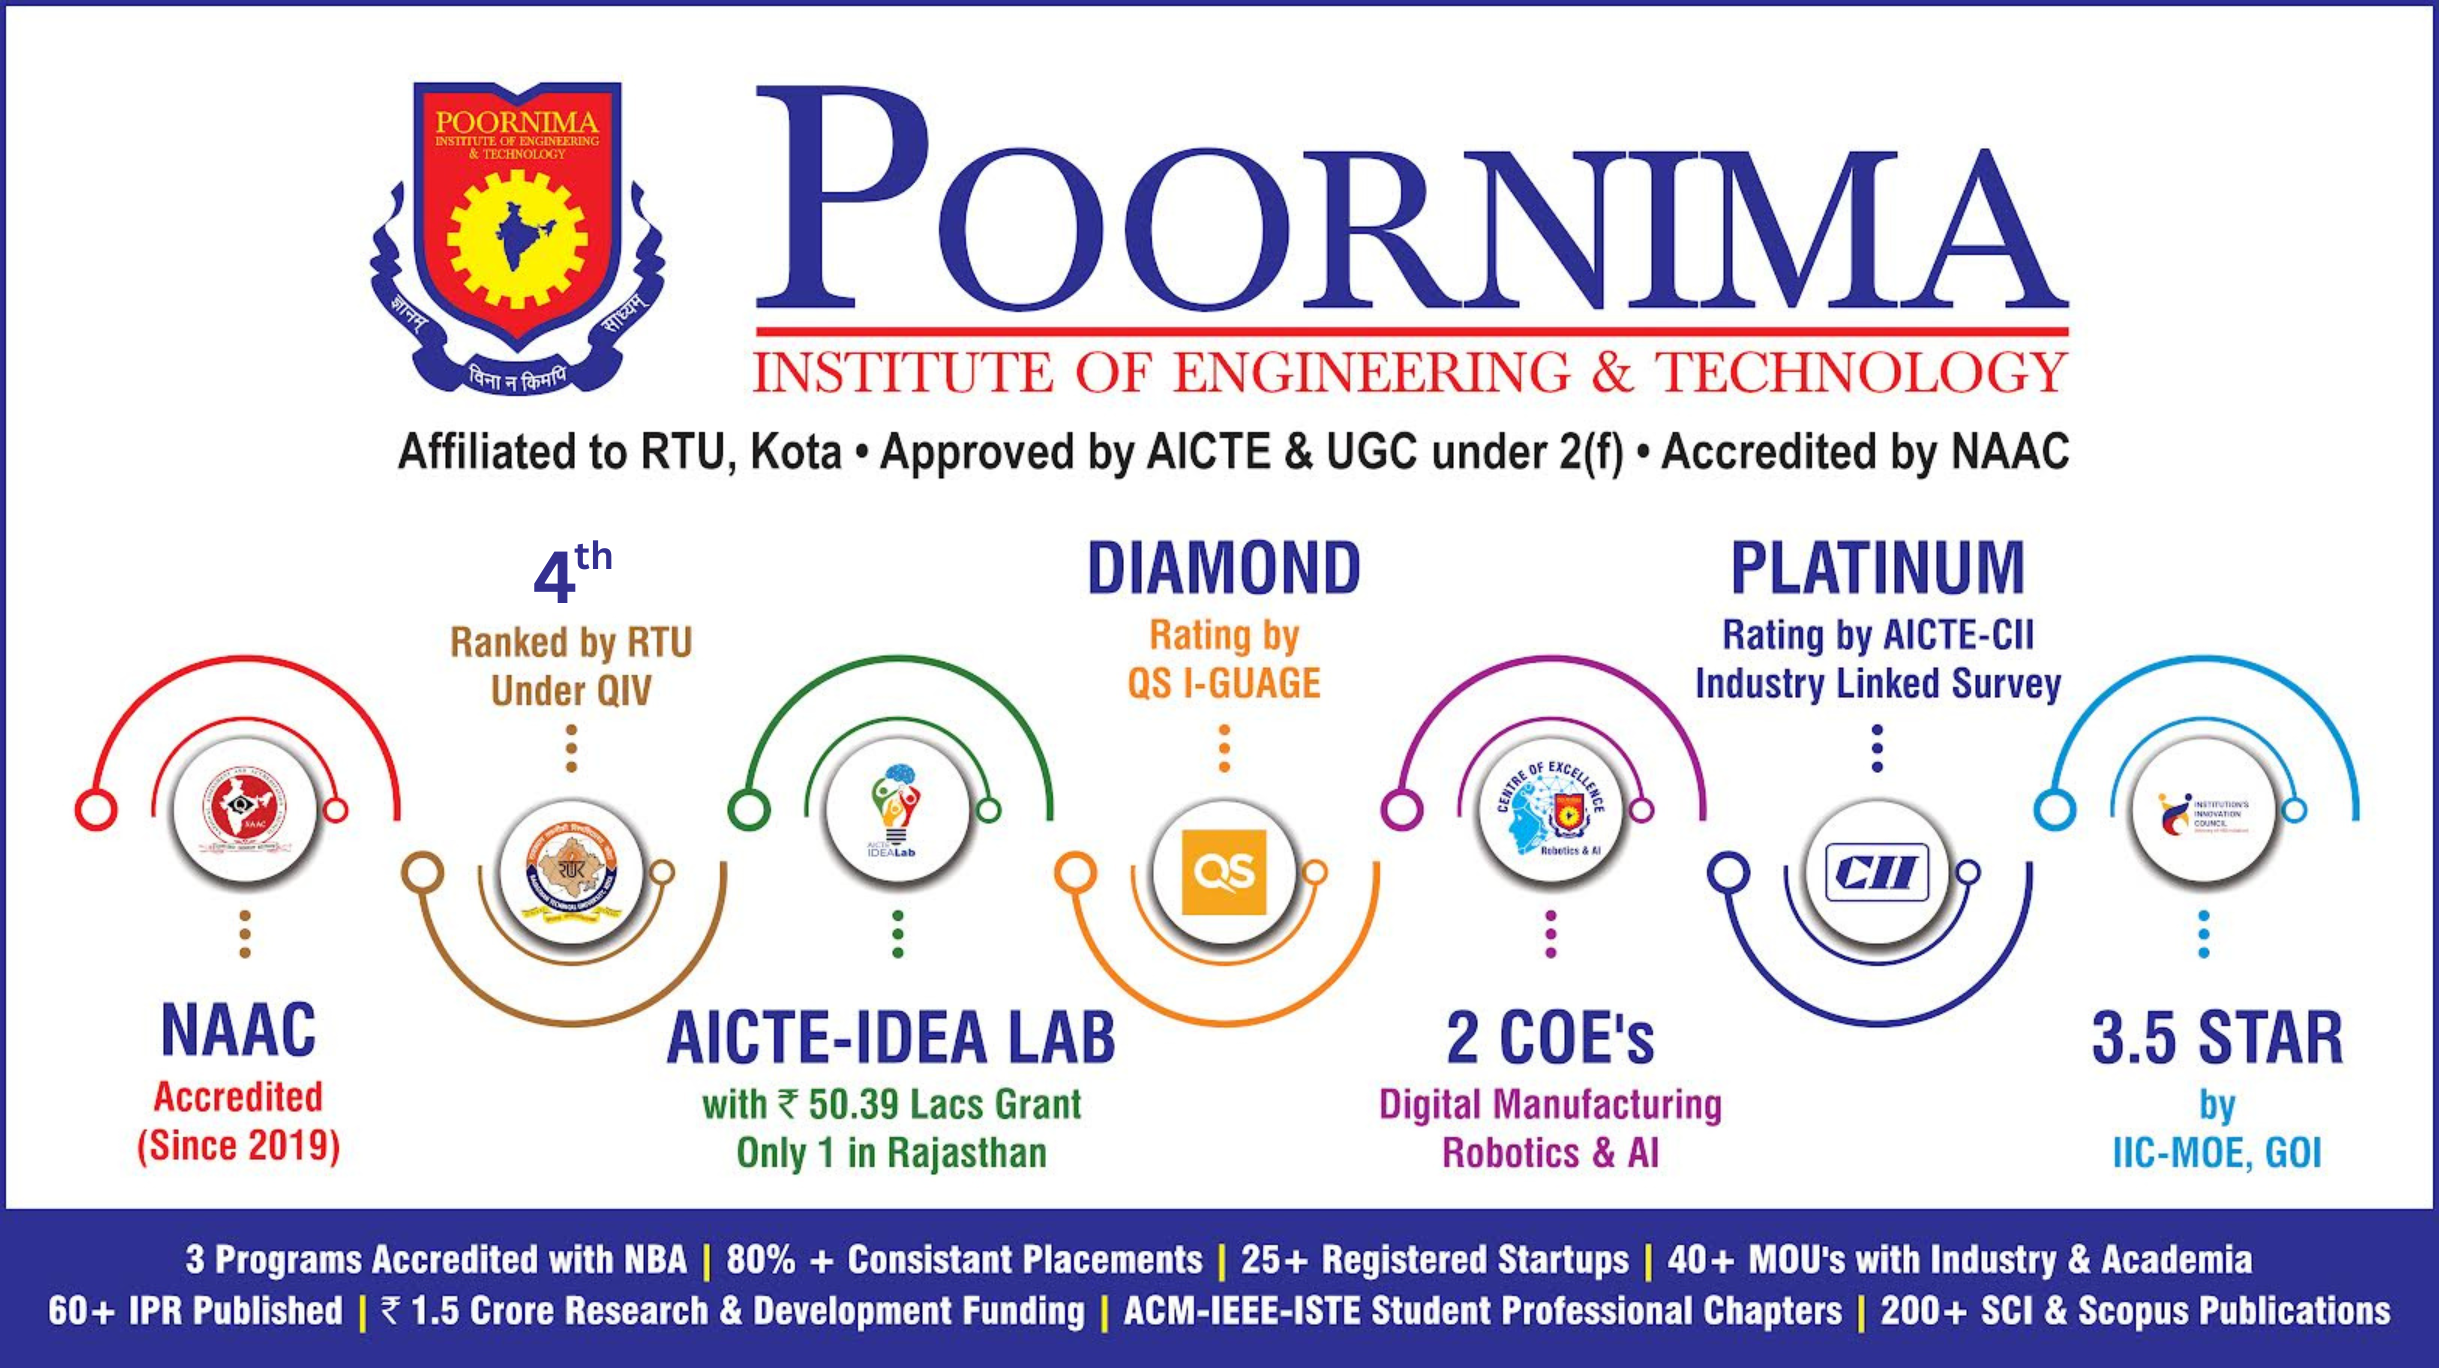 POORNIMA
INSTITUTE OF ENGINEERING
& TECHNOLOGY
ज्ञानम् विना न किमपि साध्यम्
POORNIMA
INSTITUTE OF ENGINEERING & TECHNOLOGY
Affiliated to RTU, Kota • Approved by AICTE & UGC under 2(f) • Accredited by NAAC
NAAC
NAAC
Accredited
(Since 2019)
4th
Ranked by RTU
Under QIV
AICTE
IDEALab
AICTE-IDEA LAB
with ₹ 50.39 Lacs Grant
Only 1 in Rajasthan
DIAMOND
Rating by
QS I-GUAGE
QS
CENTRE OF EXCELLENCE
Robotics & AI
2 COE's
Digital Manufacturing
Robotics & AI
PLATINUM
Rating by AICTE-CII
Industry Linked Survey
CII
INSTITUTION'S
INNOVATION
COUNCIL
3.5 STAR
by
IIC-MOE, GOI
3 Programs Accredited with NBA | 80% + Consistant Placements | 25+ Registered Startups | 40+ MOU's with Industry & Academia
60+ IPR Published | ₹ 1.5 Crore Research & Development Funding | ACM-IEEE-ISTE Student Professional Chapters | 200+ SCI & Scopus Publications